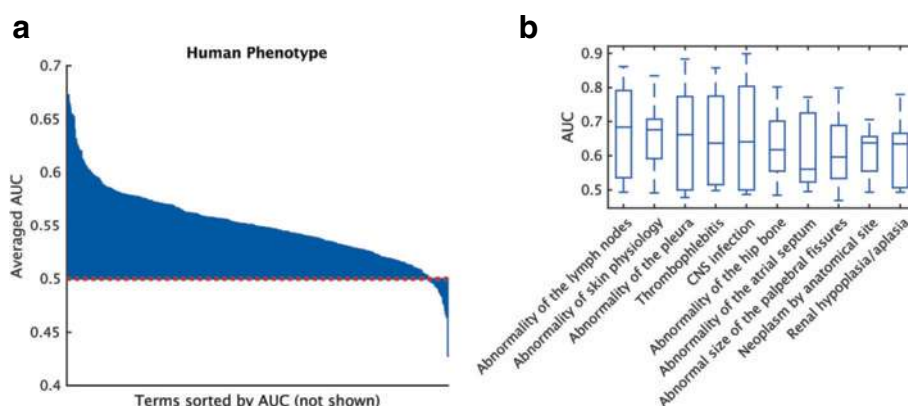 a
Human Phenotype
0.7
0.65
0.6
0.55
0.5
0.45
0.4
Averaged AUC
Terms sorted by AUC (not shown)
b
0.9
0.8
0.7
0.6
0.5
AUC
Abnormality of the lymph nodes
Abnormality of skin physiology
Abnormality of the pleura
Thrombophlebitis
CNS infection
Abnormality of the hip bone
Abnormality of the atrial septum
Abnormal size of the palpebral fissures
Neoplasm by anatomical site
Renal hypoplasia/aplasia